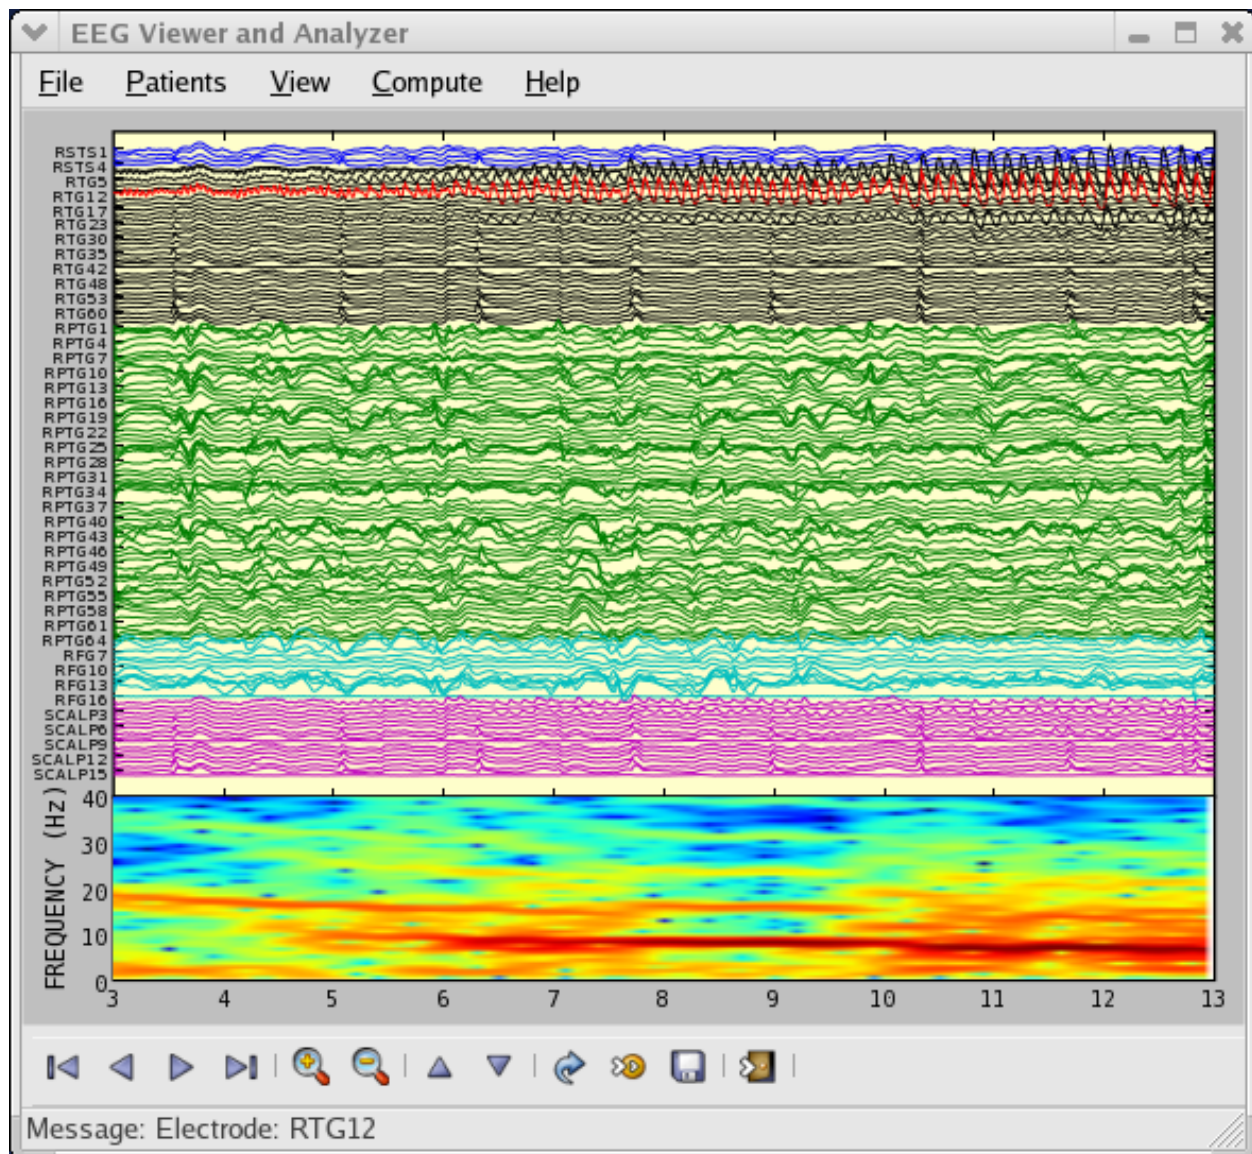 EEG Viewer and Analyzer
File Patients View Compute Help
RSTS1
RSTS4
RTG5
RTG12
RTG17
RTG23
RTG30
RTG35
RTG42
RTG48
RTG53
RTG60
RPTG1
RPTG4
RPTG7
RPTG10
RPTG13
RPTG16
RPTG19
RPTG22
RPTG25
RPTG28
RPTG31
RPTG34
RPTG37
RPTG40
RPTG43
RPTG46
RPTG49
RPTG52
RPTG55
RPTG58
RPTG61
RPTG64
RFG7
RFG10
RFG13
RFG16
SCALP3
SCALP6
SCALP9
SCALP12
SCALP15
FREQUENCY (Hz)
40
30
20
10
0
3 4 5 6 7 8 9 10 11 12 13
Message: Electrode: RTG12